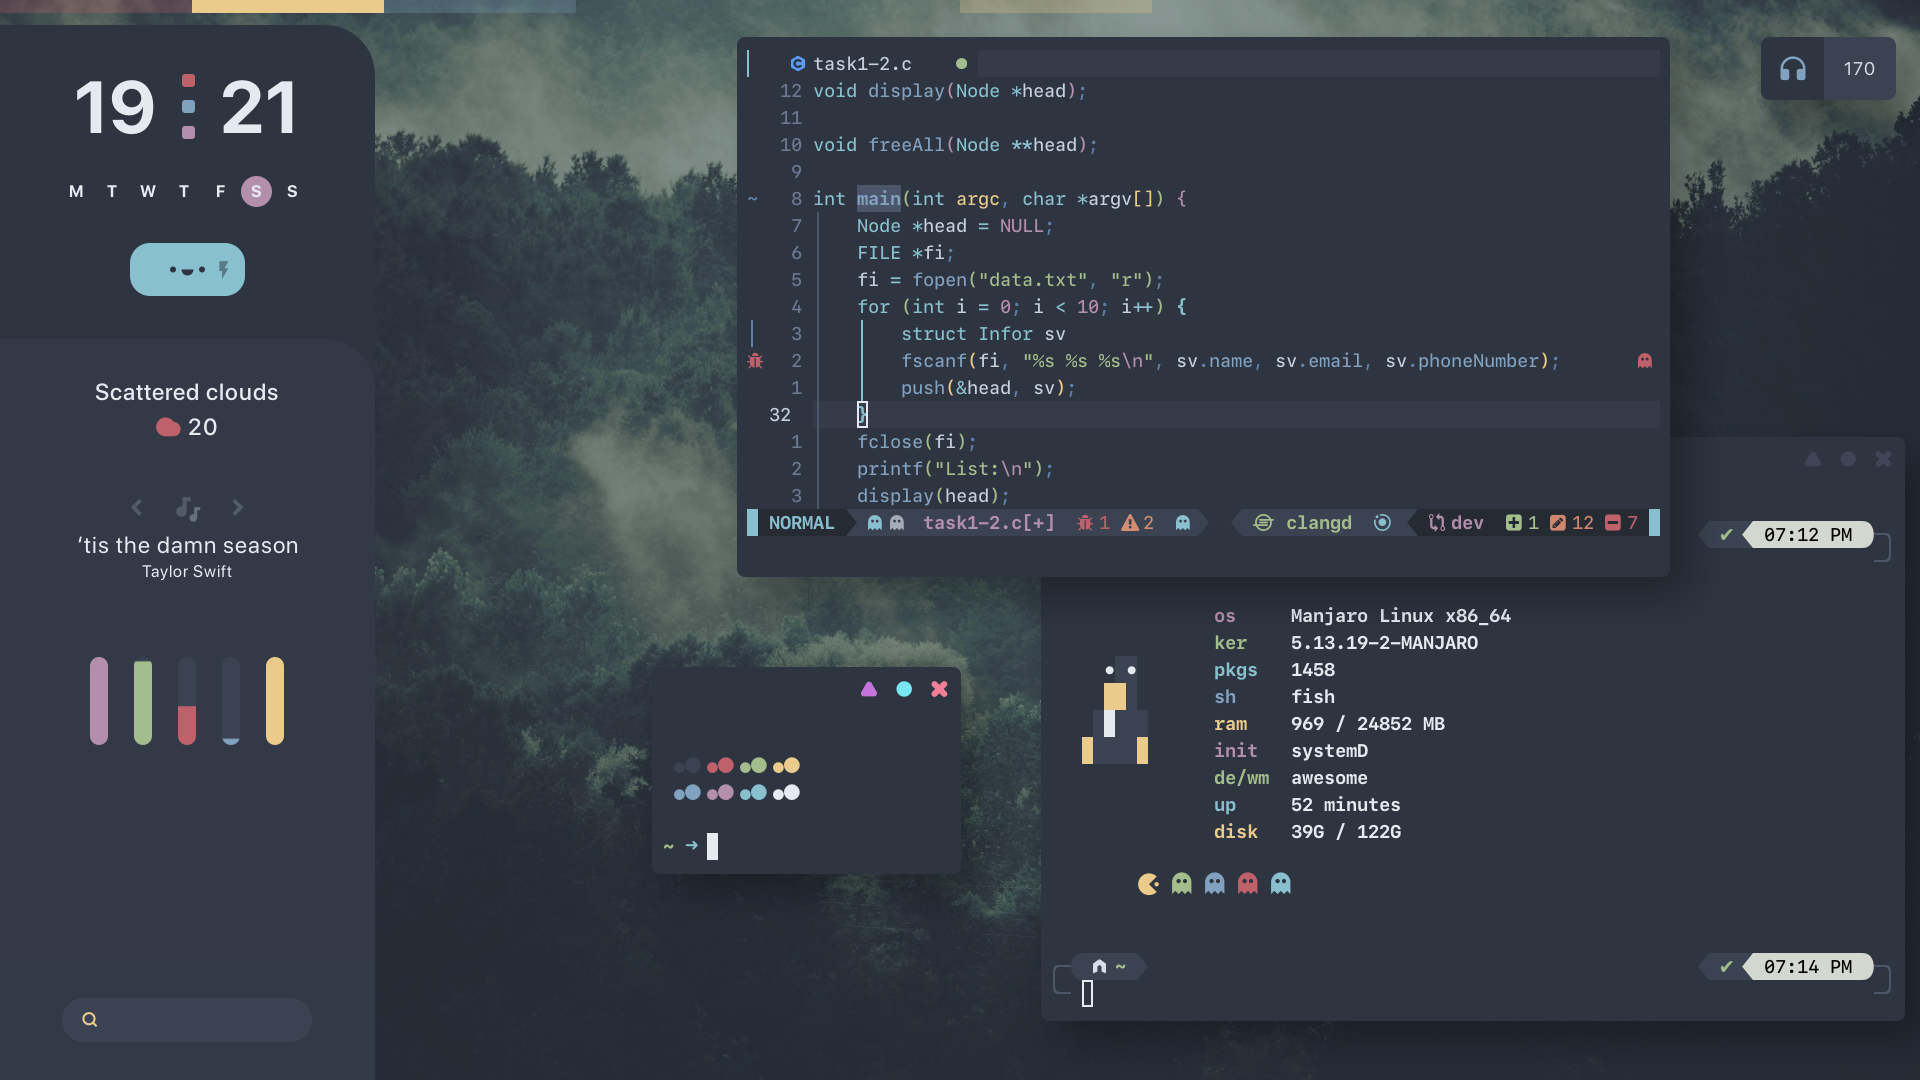 19 21
M T W T F S S
Scattered clouds
20
‘tis the damn season
Taylor Swift
task1-2.c
12 void display(Node *head);
11
10 void freeAll(Node **head);
9
~ 8 int main(int argc, char *argv[]) {
7 Node *head = NULL;
6 FILE *fi;
5 fi = fopen("data.txt", "r");
4 for (int i = 0; i < 10; i++) {
3 struct Infor sv
2 fscanf(fi, "%s %s %s\n", sv.name, sv.email, sv.phoneNumber);
1 push(&head, sv);
32 }
1 fclose(fi);
2 printf("List:\n");
3 display(head);
NORMAL task1-2.c[+] 1 2 clangd dev 1 12 7
170
✔ 07:12 PM
os Manjaro Linux x86_64
ker 5.13.19-2-MANJARO
pkgs 1458
sh fish
ram 969 / 24852 MB
init systemD
de/wm awesome
up 52 minutes
disk 39G / 122G
~ ✔ 07:14 PM
~ →